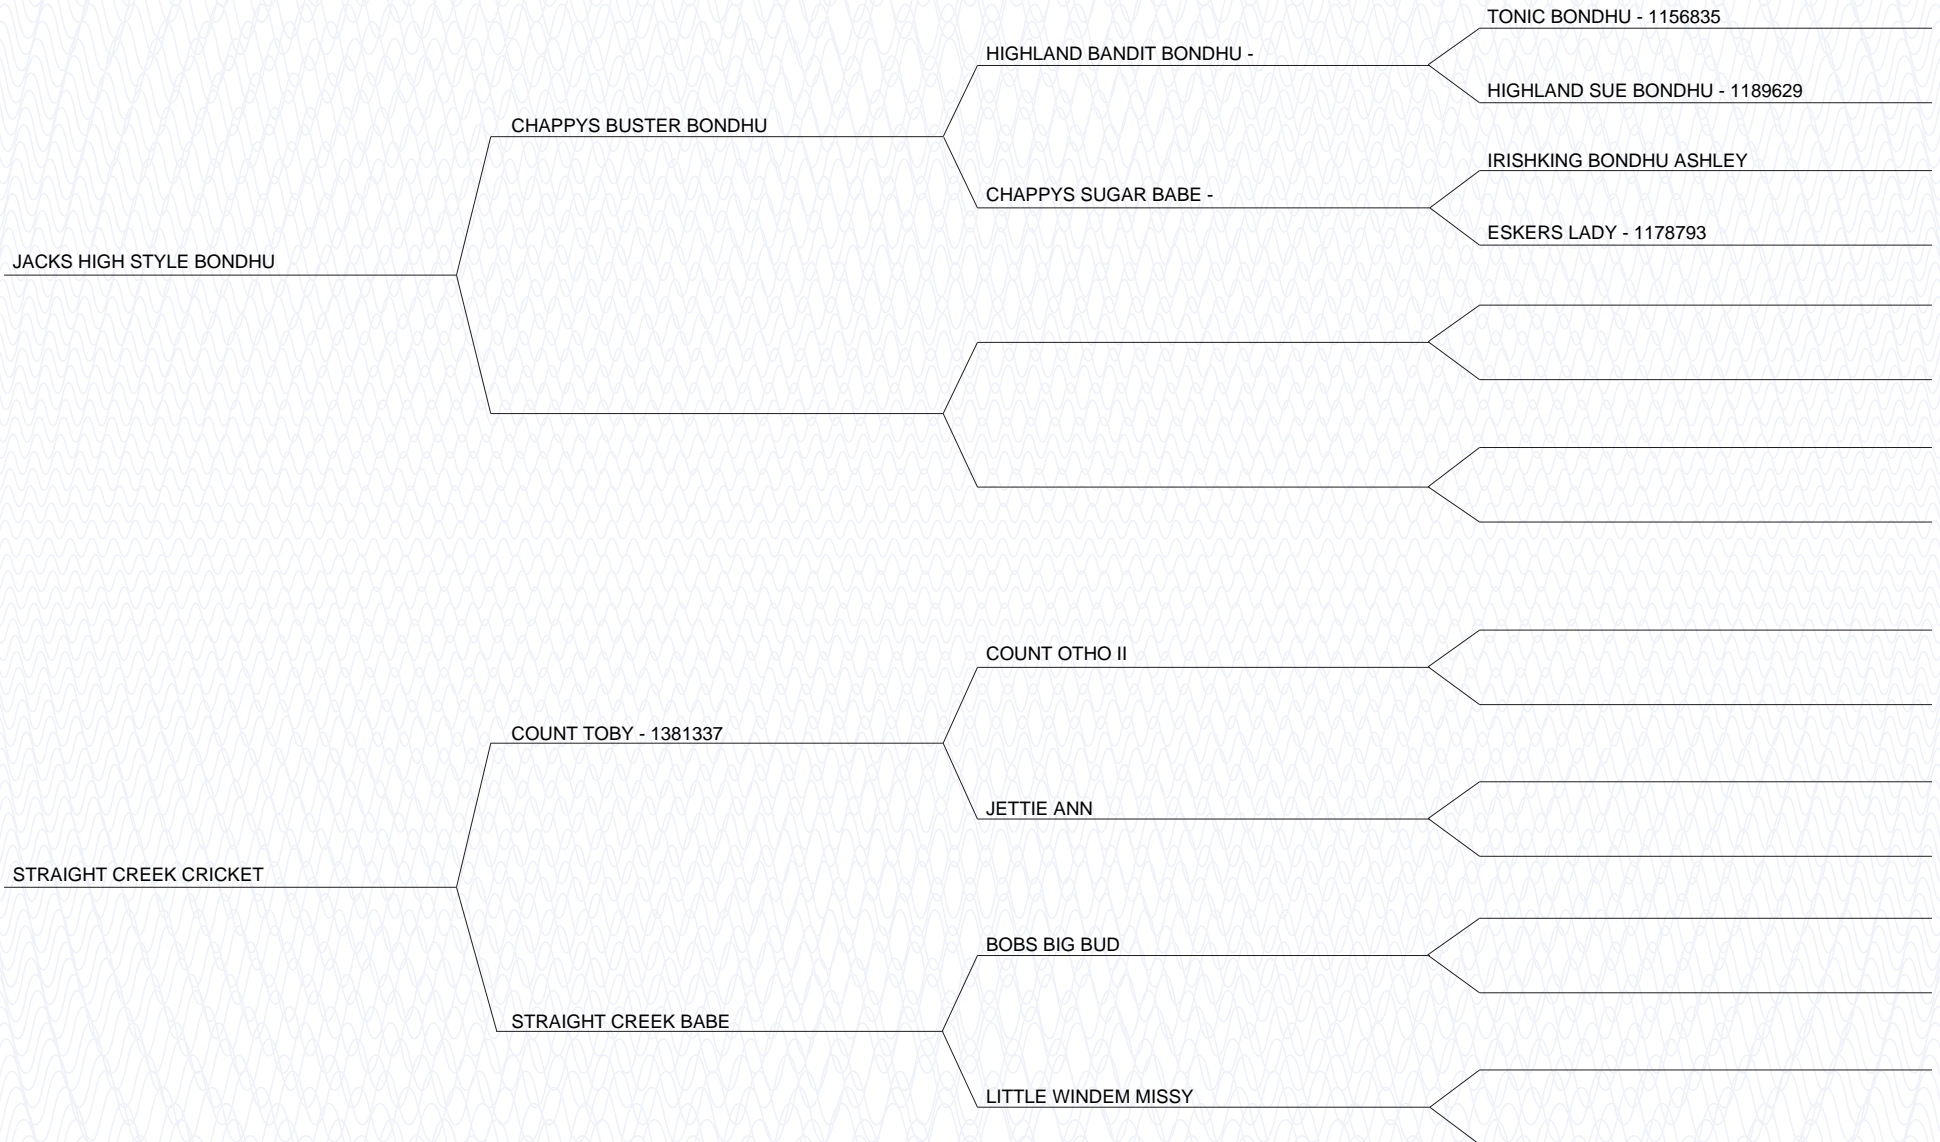 TONIC BONDHU - 1156835
HIGHLAND BANDIT BONDHU -
HIGHLAND SUE BONDHU - 1189629
CHAPPYS BUSTER BONDHU
IRISHKING BONDHU ASHLEY
CHAPPYS SUGAR BABE -
ESKERS LADY - 1178793
JACKS HIGH STYLE BONDHU
COUNT OTHO II
COUNT TOBY - 1381337
JETTIE ANN
STRAIGHT CREEK CRICKET
BOBS BIG BUD
STRAIGHT CREEK BABE
LITTLE WINDEM MISSY